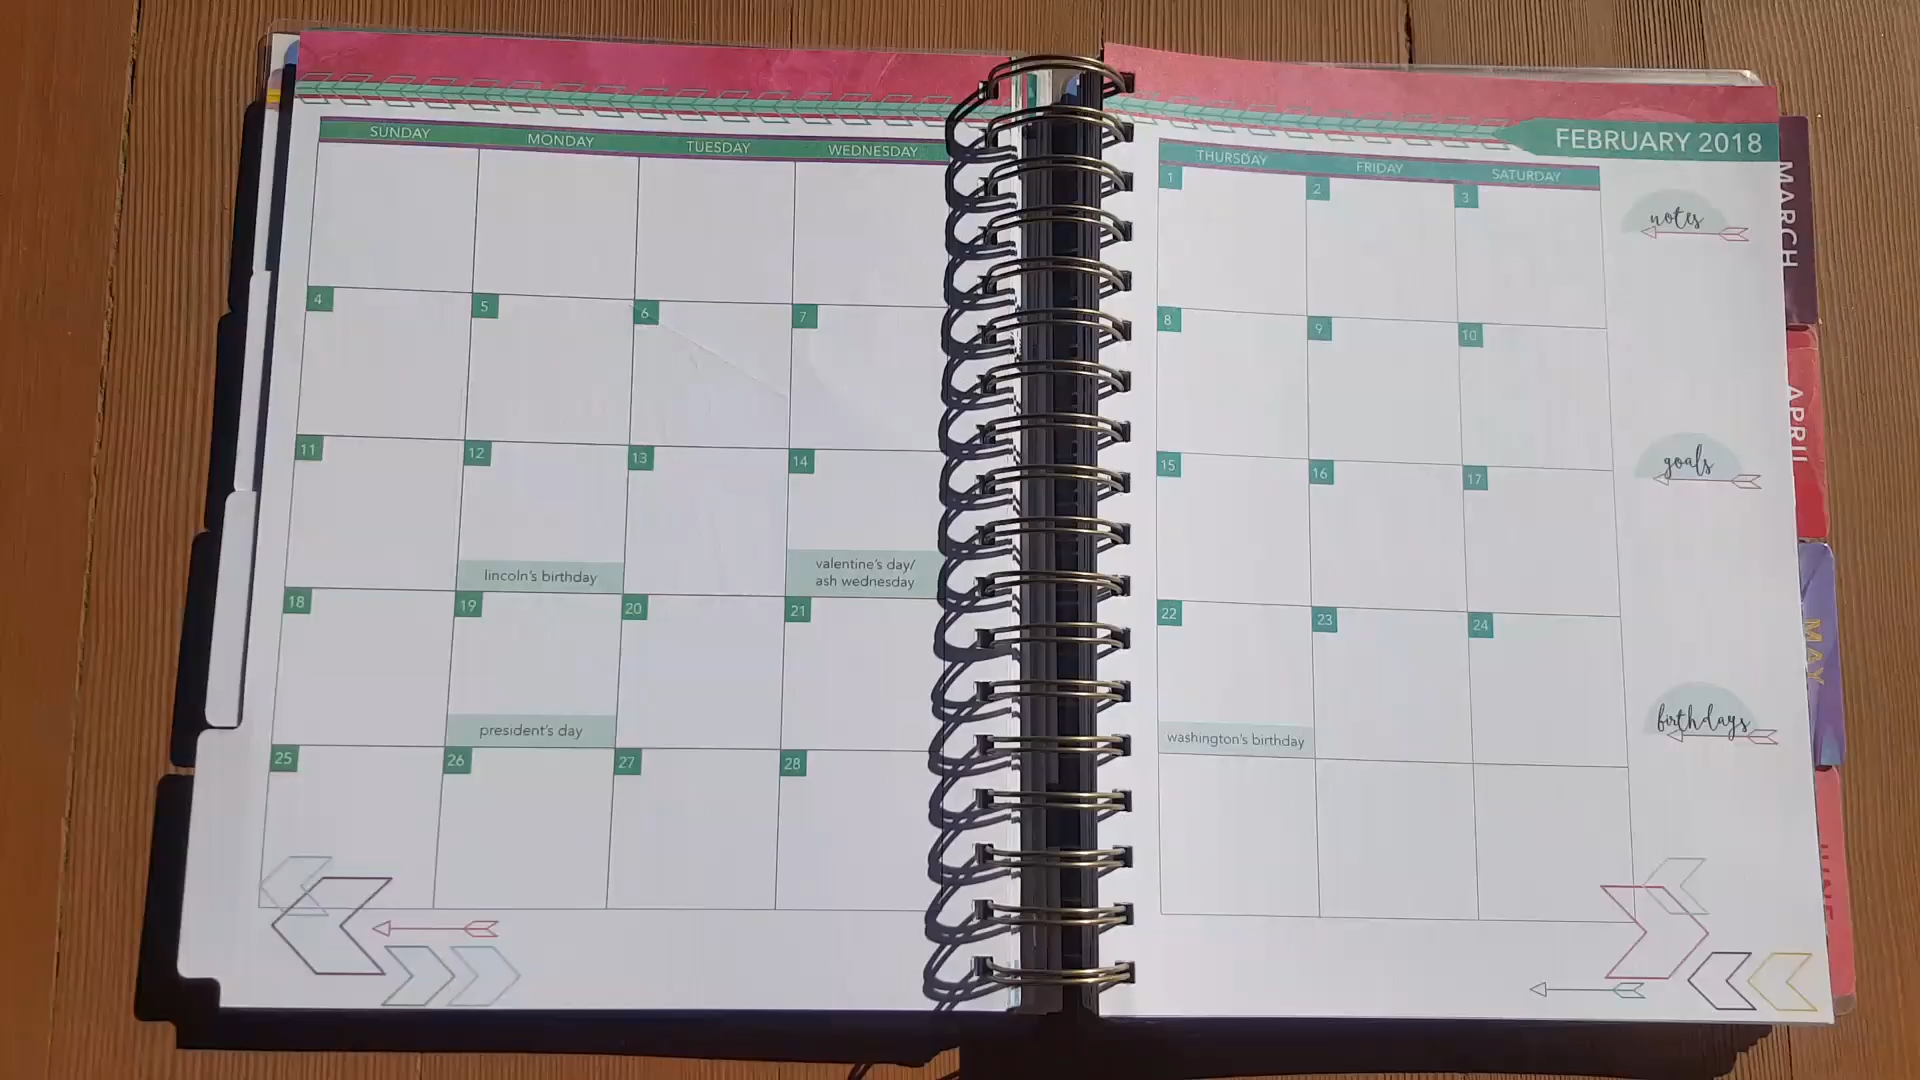 FEBRUARY 2018
SUNDAY MONDAY TUESDAY WEDNESDAY THURSDAY FRIDAY SATURDAY
1 2 3
notes
4 5 6 7 8 9 10
11 12 13 14 15 16 17
goals
lincoln's birthday
valentine's day/
ash wednesday
18 19 20 21 22 23 24
president's day
washington's birthday
birthdays
25 26 27 28
MARCH
APRIL
MAY
JUNE